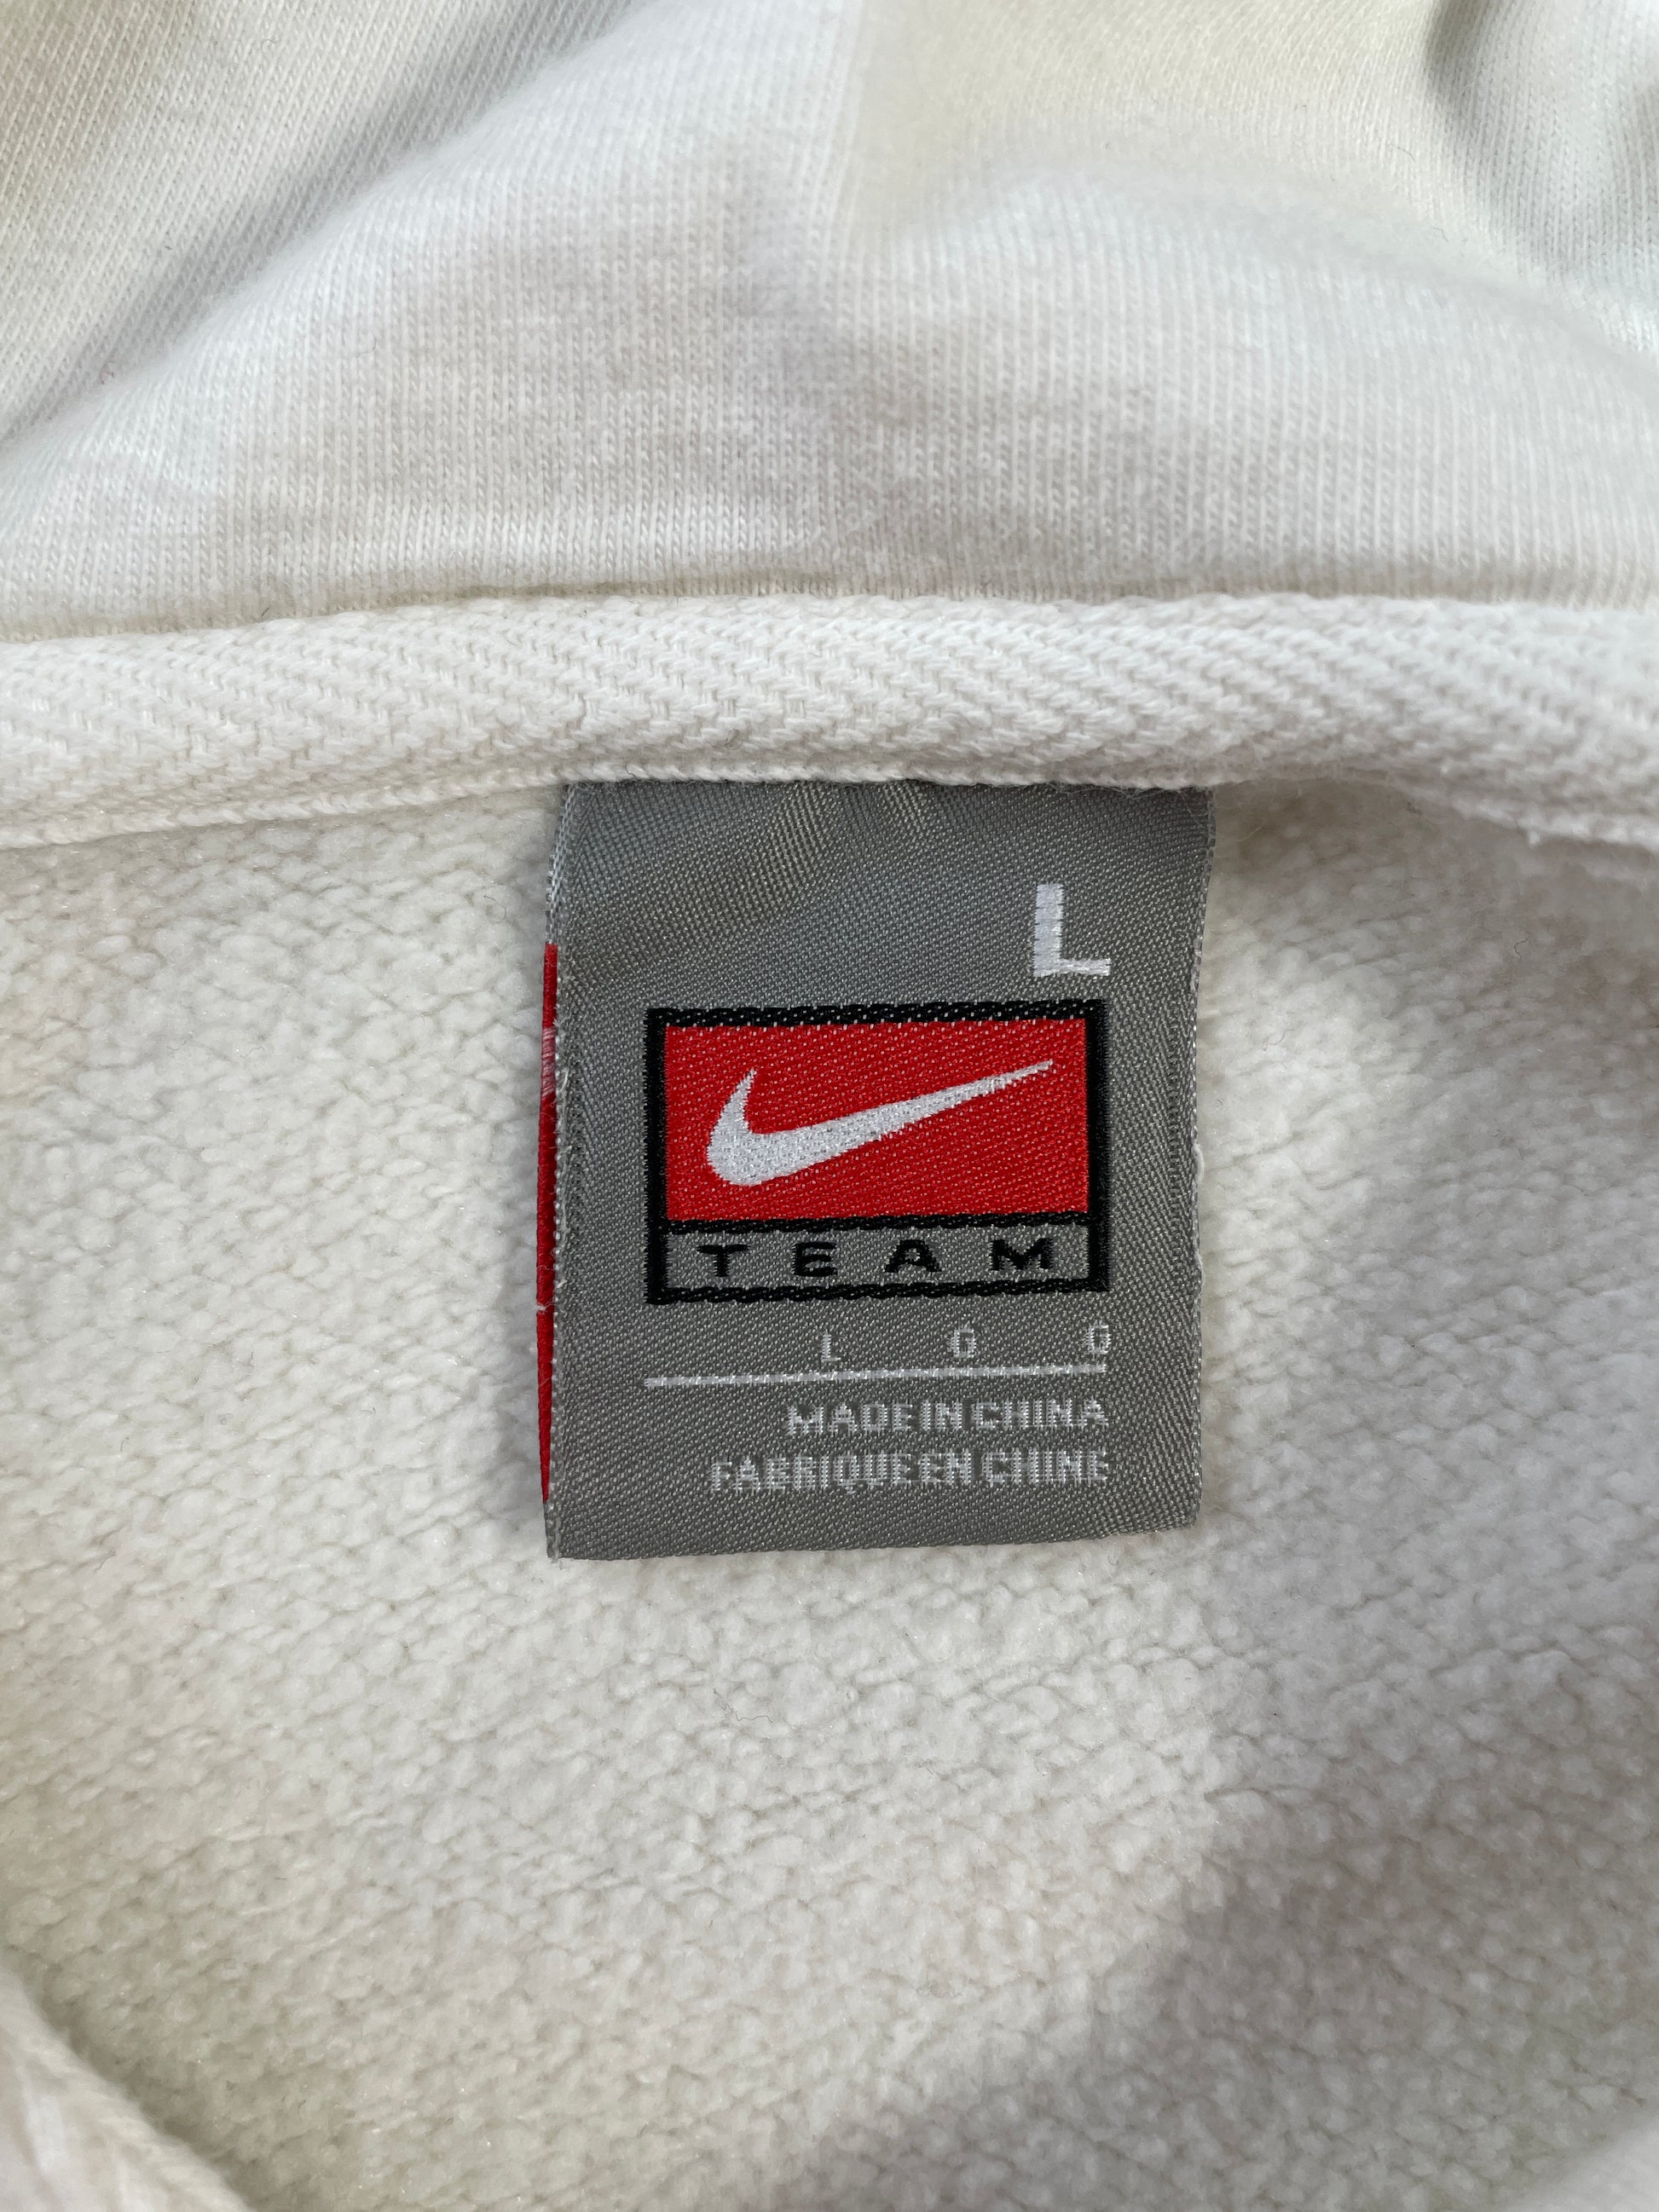 L
TEAM
L G G
MADE IN CHINA
FABRIQUE EN CHINE